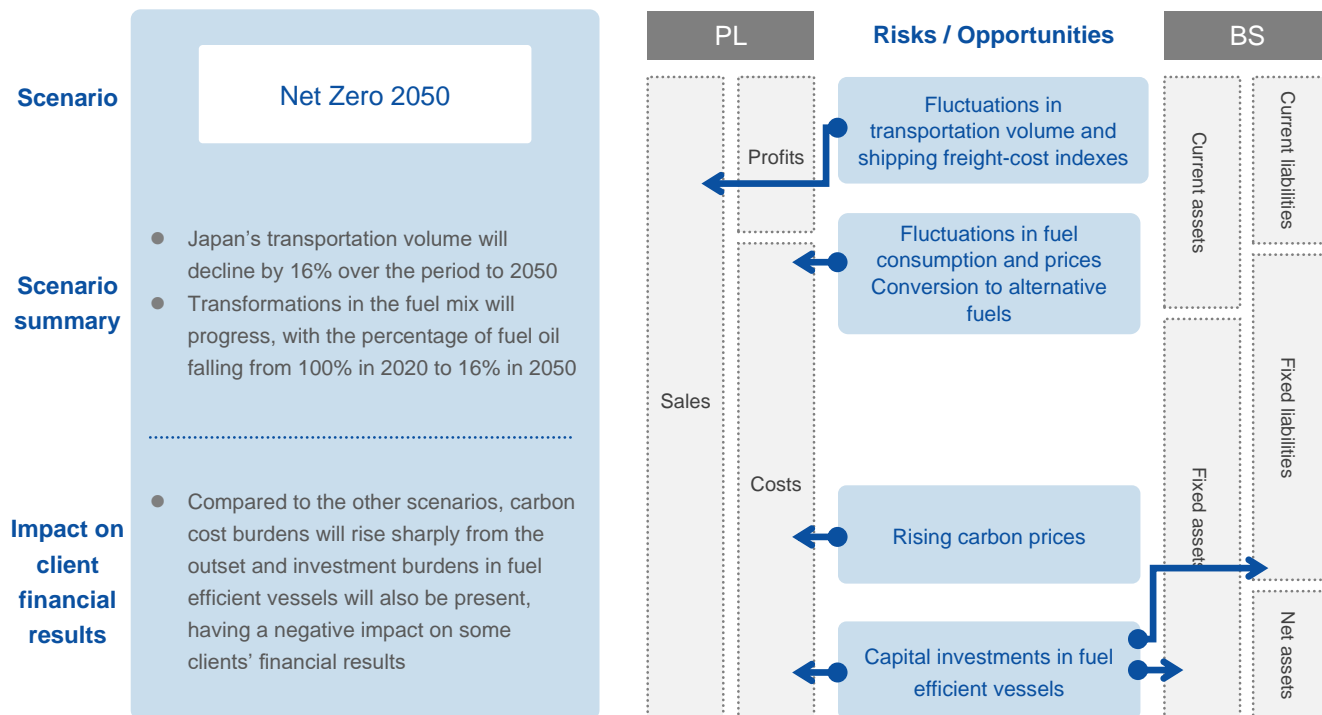 Scenario
Net Zero 2050
Scenario
summary
● Japan’s transportation volume will
decline by 16% over the period to 2050
● Transformations in the fuel mix will
progress, with the percentage of fuel oil
falling from 100% in 2020 to 16% in 2050
Impact on
client
financial
results
● Compared to the other scenarios, carbon
cost burdens will rise sharply from the
outset and investment burdens in fuel
efficient vessels will also be present,
having a negative impact on some
clients’ financial results
PL
Risks / Opportunities
BS
Sales
Profits
Costs
Fluctuations in
transportation volume and
shipping freight-cost indexes
Fluctuations in fuel
consumption and prices
Conversion to alternative
fuels
Rising carbon prices
Capital investments in fuel
efficient vessels
Current assets
Fixed assets
Current liabilities
Fixed liabilities
Net assets